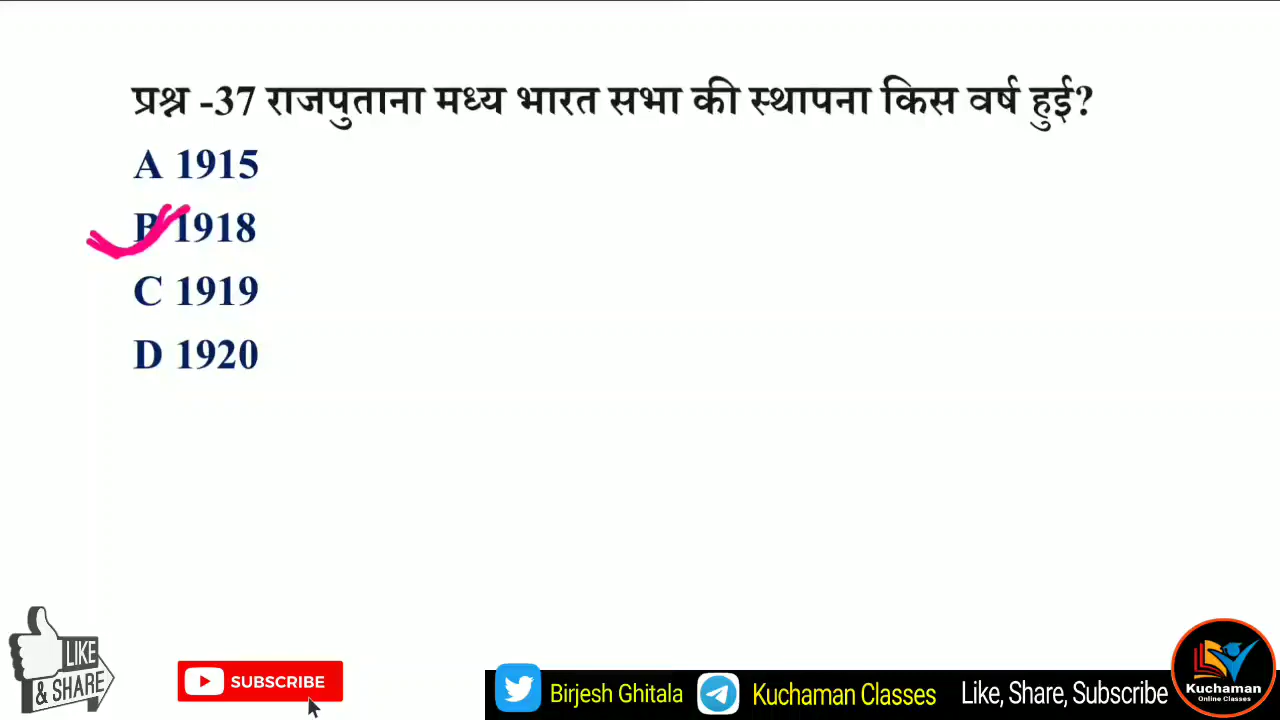 प्रश्न -37 राजपुताना मध्य भारत सभा की स्थापना किस वर्ष हुई?
A 1915
B 1918
C 1919
D 1920
LIKE
& SHARE
SUBSCRIBE
Birjesh Ghitala
Kuchaman Classes
Like, Share, Subscribe
Kuchaman
Online Classes